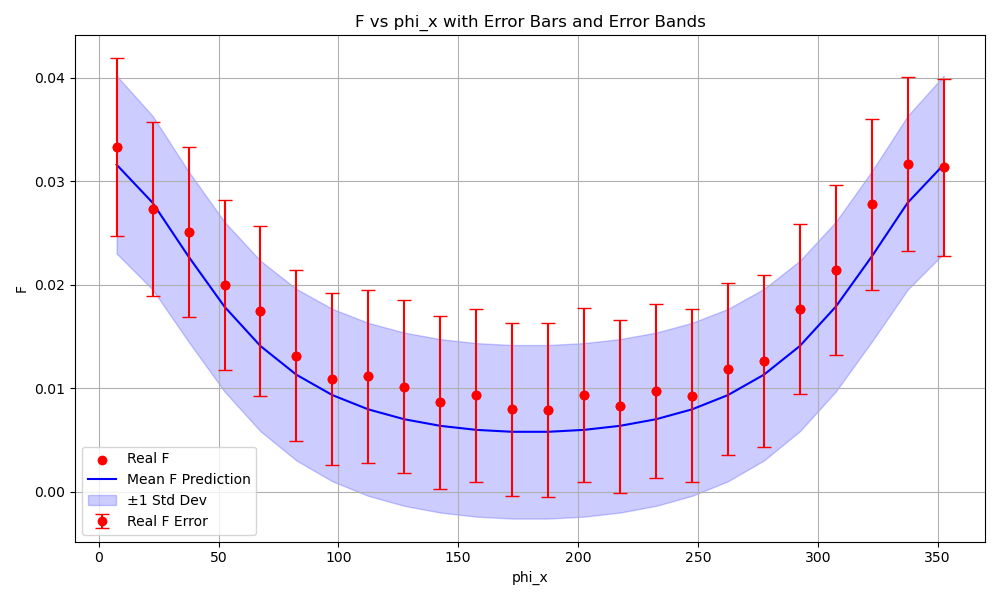 F vs phi_x with Error Bars and Error Bands
F
0.04
0.03
0.02
0.01
0.00
Real F
Mean F Prediction
±1 Std Dev
Real F Error
0 50 100 150 200 250 300 350
phi_x